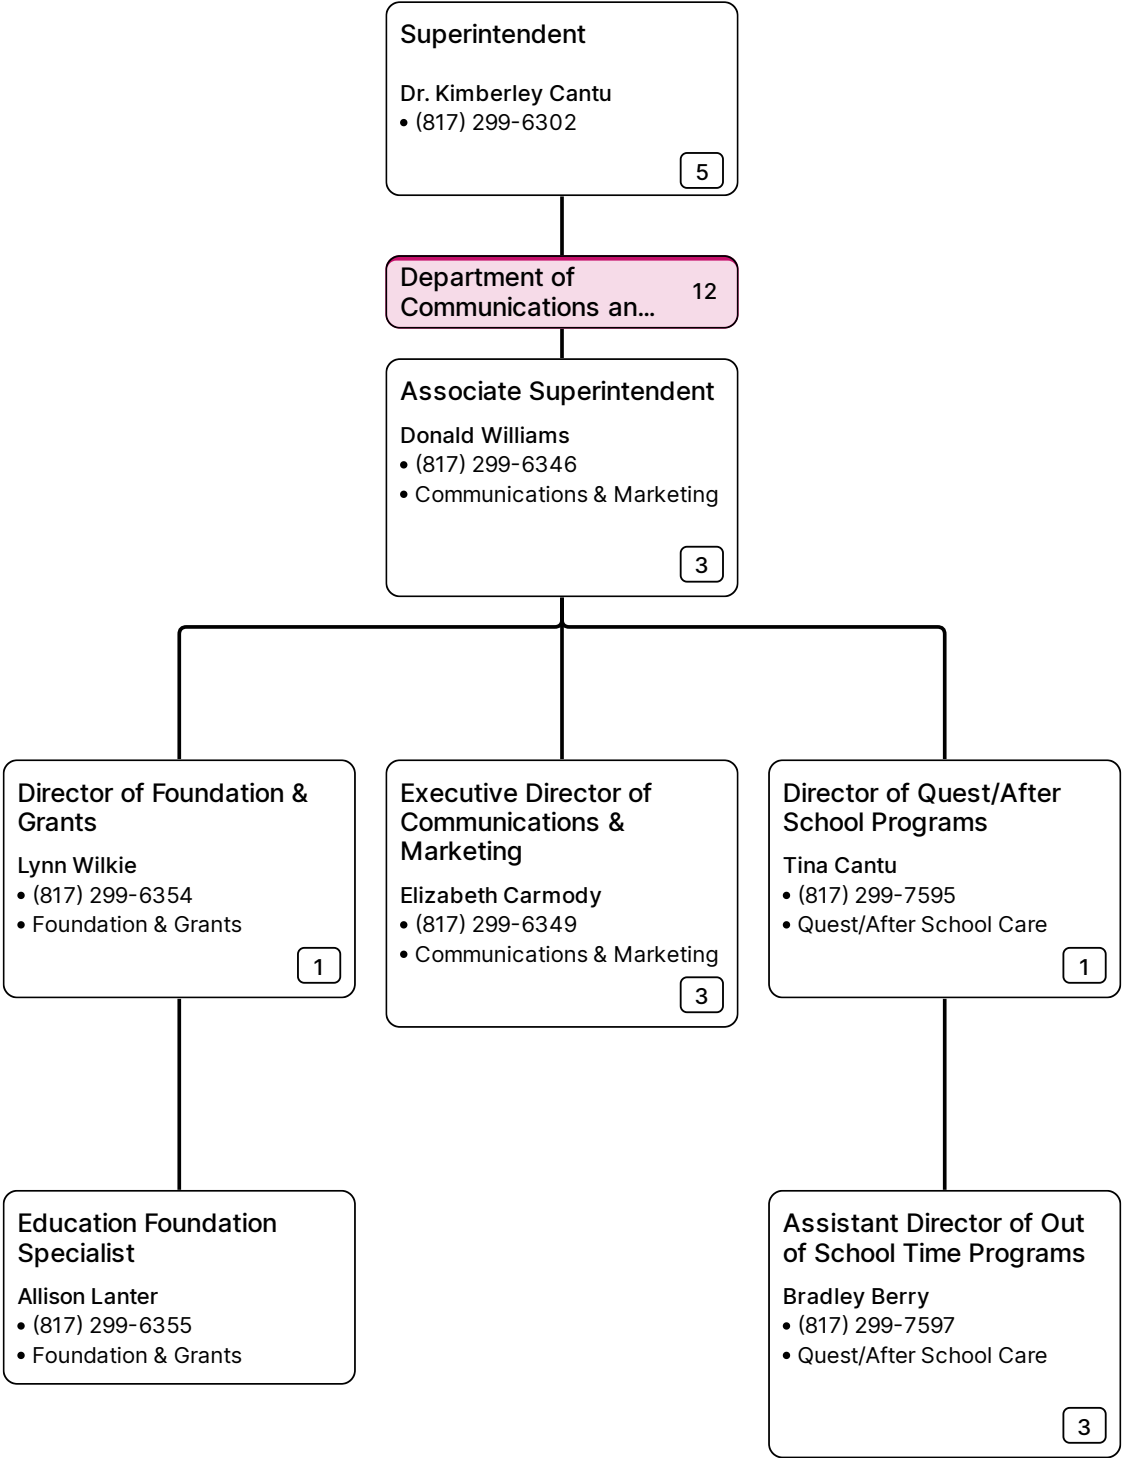 Superintendent
Dr. Kimberley Cantu
• (817) 299-6302
5
Department of
Communications an...
12
Associate Superintendent
Donald Williams
• (817) 299-6346
• Communications & Marketing
3
Director of Foundation &
Grants
Lynn Wilkie
• (817) 299-6354
• Foundation & Grants
1
Executive Director of
Communications &
Marketing
Elizabeth Carmody
• (817) 299-6349
• Communications & Marketing
3
Director of Quest/After
School Programs
Tina Cantu
• (817) 299-7595
• Quest/After School Care
1
Education Foundation
Specialist
Allison Lanter
• (817) 299-6355
• Foundation & Grants
Assistant Director of Out
of School Time Programs
Bradley Berry
• (817) 299-7597
• Quest/After School Care
3